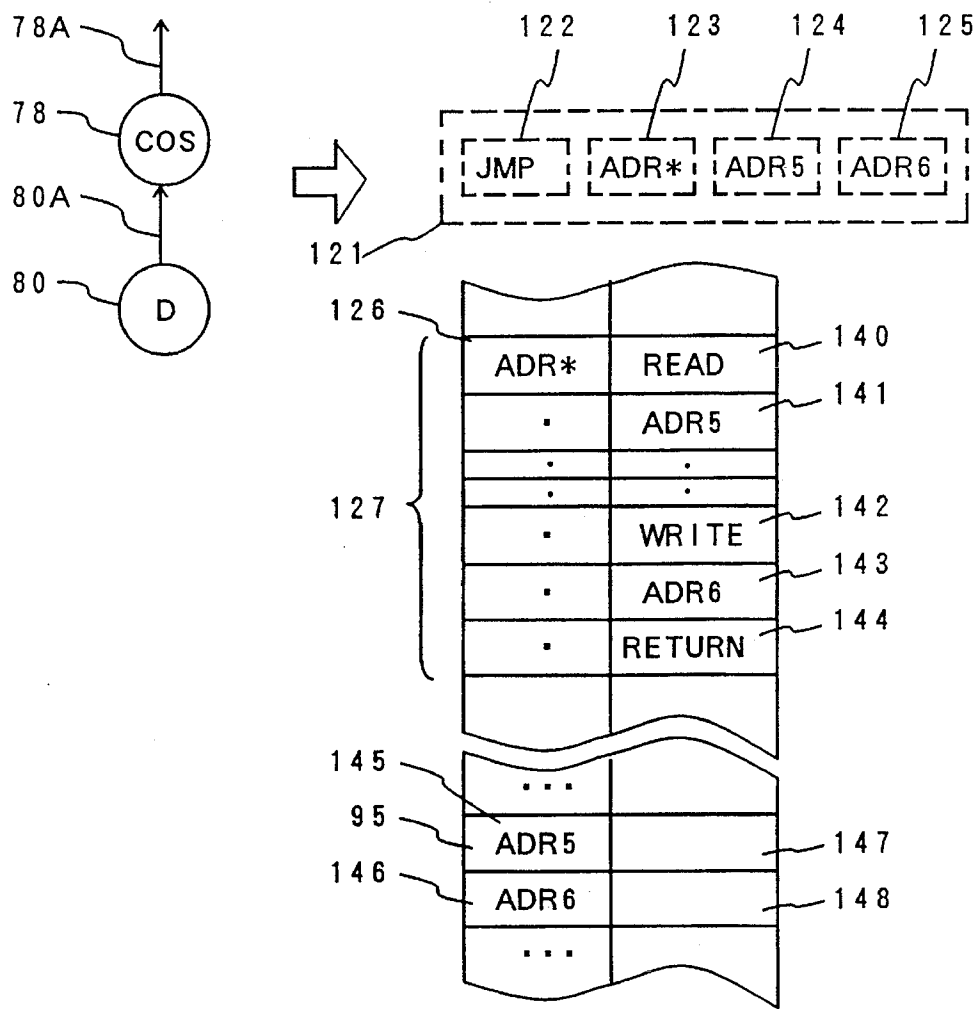 78A
122 123 124 125
78
COS
JMP ADR* ADR5 ADR6
80A
121
80
D
126
ADR* READ
140
ADR5
141
127
WRITE
142
ADR6
143
RETURN
144
145
...
95
ADR5
147
146
ADR6
148
...